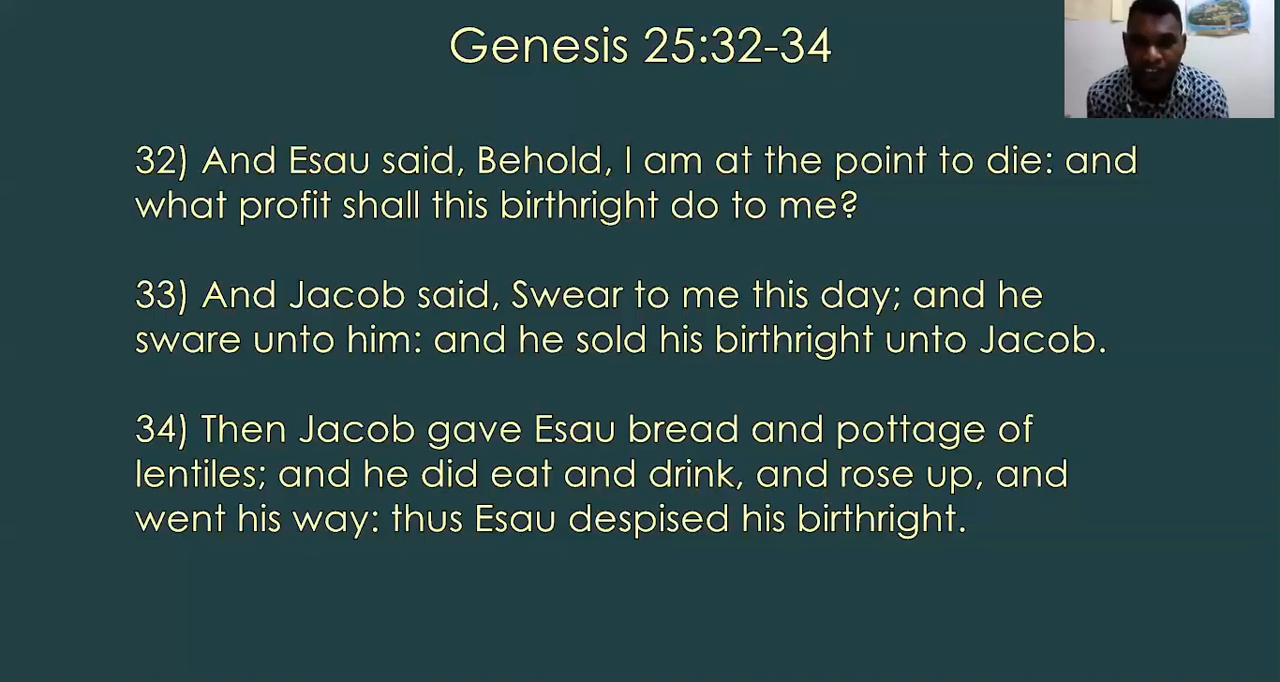 Genesis 25:32-34
32) And Esau said, Behold, I am at the point to die: and
what profit shall this birthright do to me?
33) And Jacob said, Swear to me this day; and he
sware unto him: and he sold his birthright unto Jacob.
34) Then Jacob gave Esau bread and pottage of
lentiles; and he did eat and drink, and rose up, and
went his way: thus Esau despised his birthright.